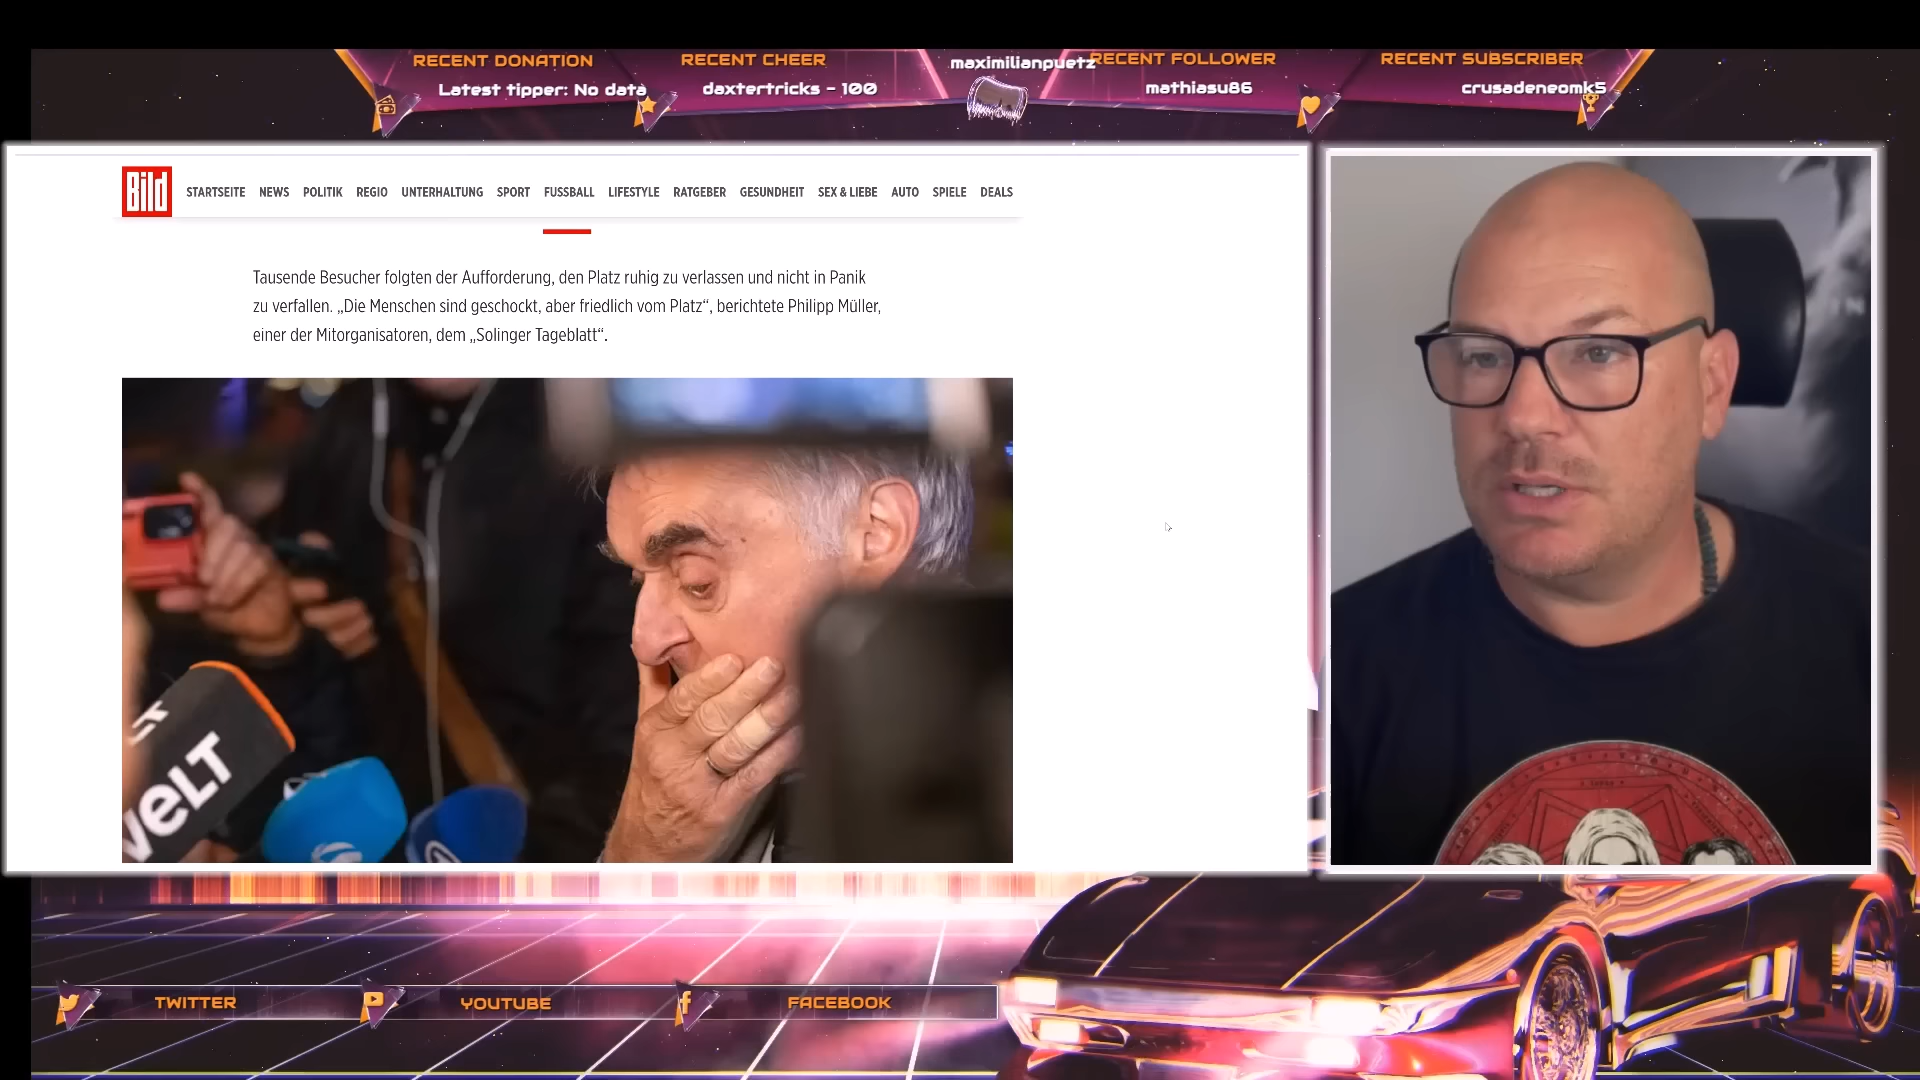 RECENT DONATION
Latest tipper: No data
RECENT CHEER
daxtertricks - 100
maximilianpuetz
RECENT FOLLOWER
mathiasu86
RECENT SUBSCRIBER
crusadeneomk5
Bild
STARTSEITE NEWS POLITIK REGIO UNTERHALTUNG SPORT FUSSBALL LIFESTYLE RATGEBER GESUNDHEIT SEX & LIEBE AUTO SPIELE DEALS
Tausende Besucher folgten der Aufforderung, den Platz ruhig zu verlassen und nicht in Panik
zu verfallen. „Die Menschen sind geschockt, aber friedlich vom Platz“, berichtete Philipp Müller,
einer der Mitorganisatoren, dem „Solinger Tageblatt“.
WELT
TWITTER
YOUTUBE
FACEBOOK